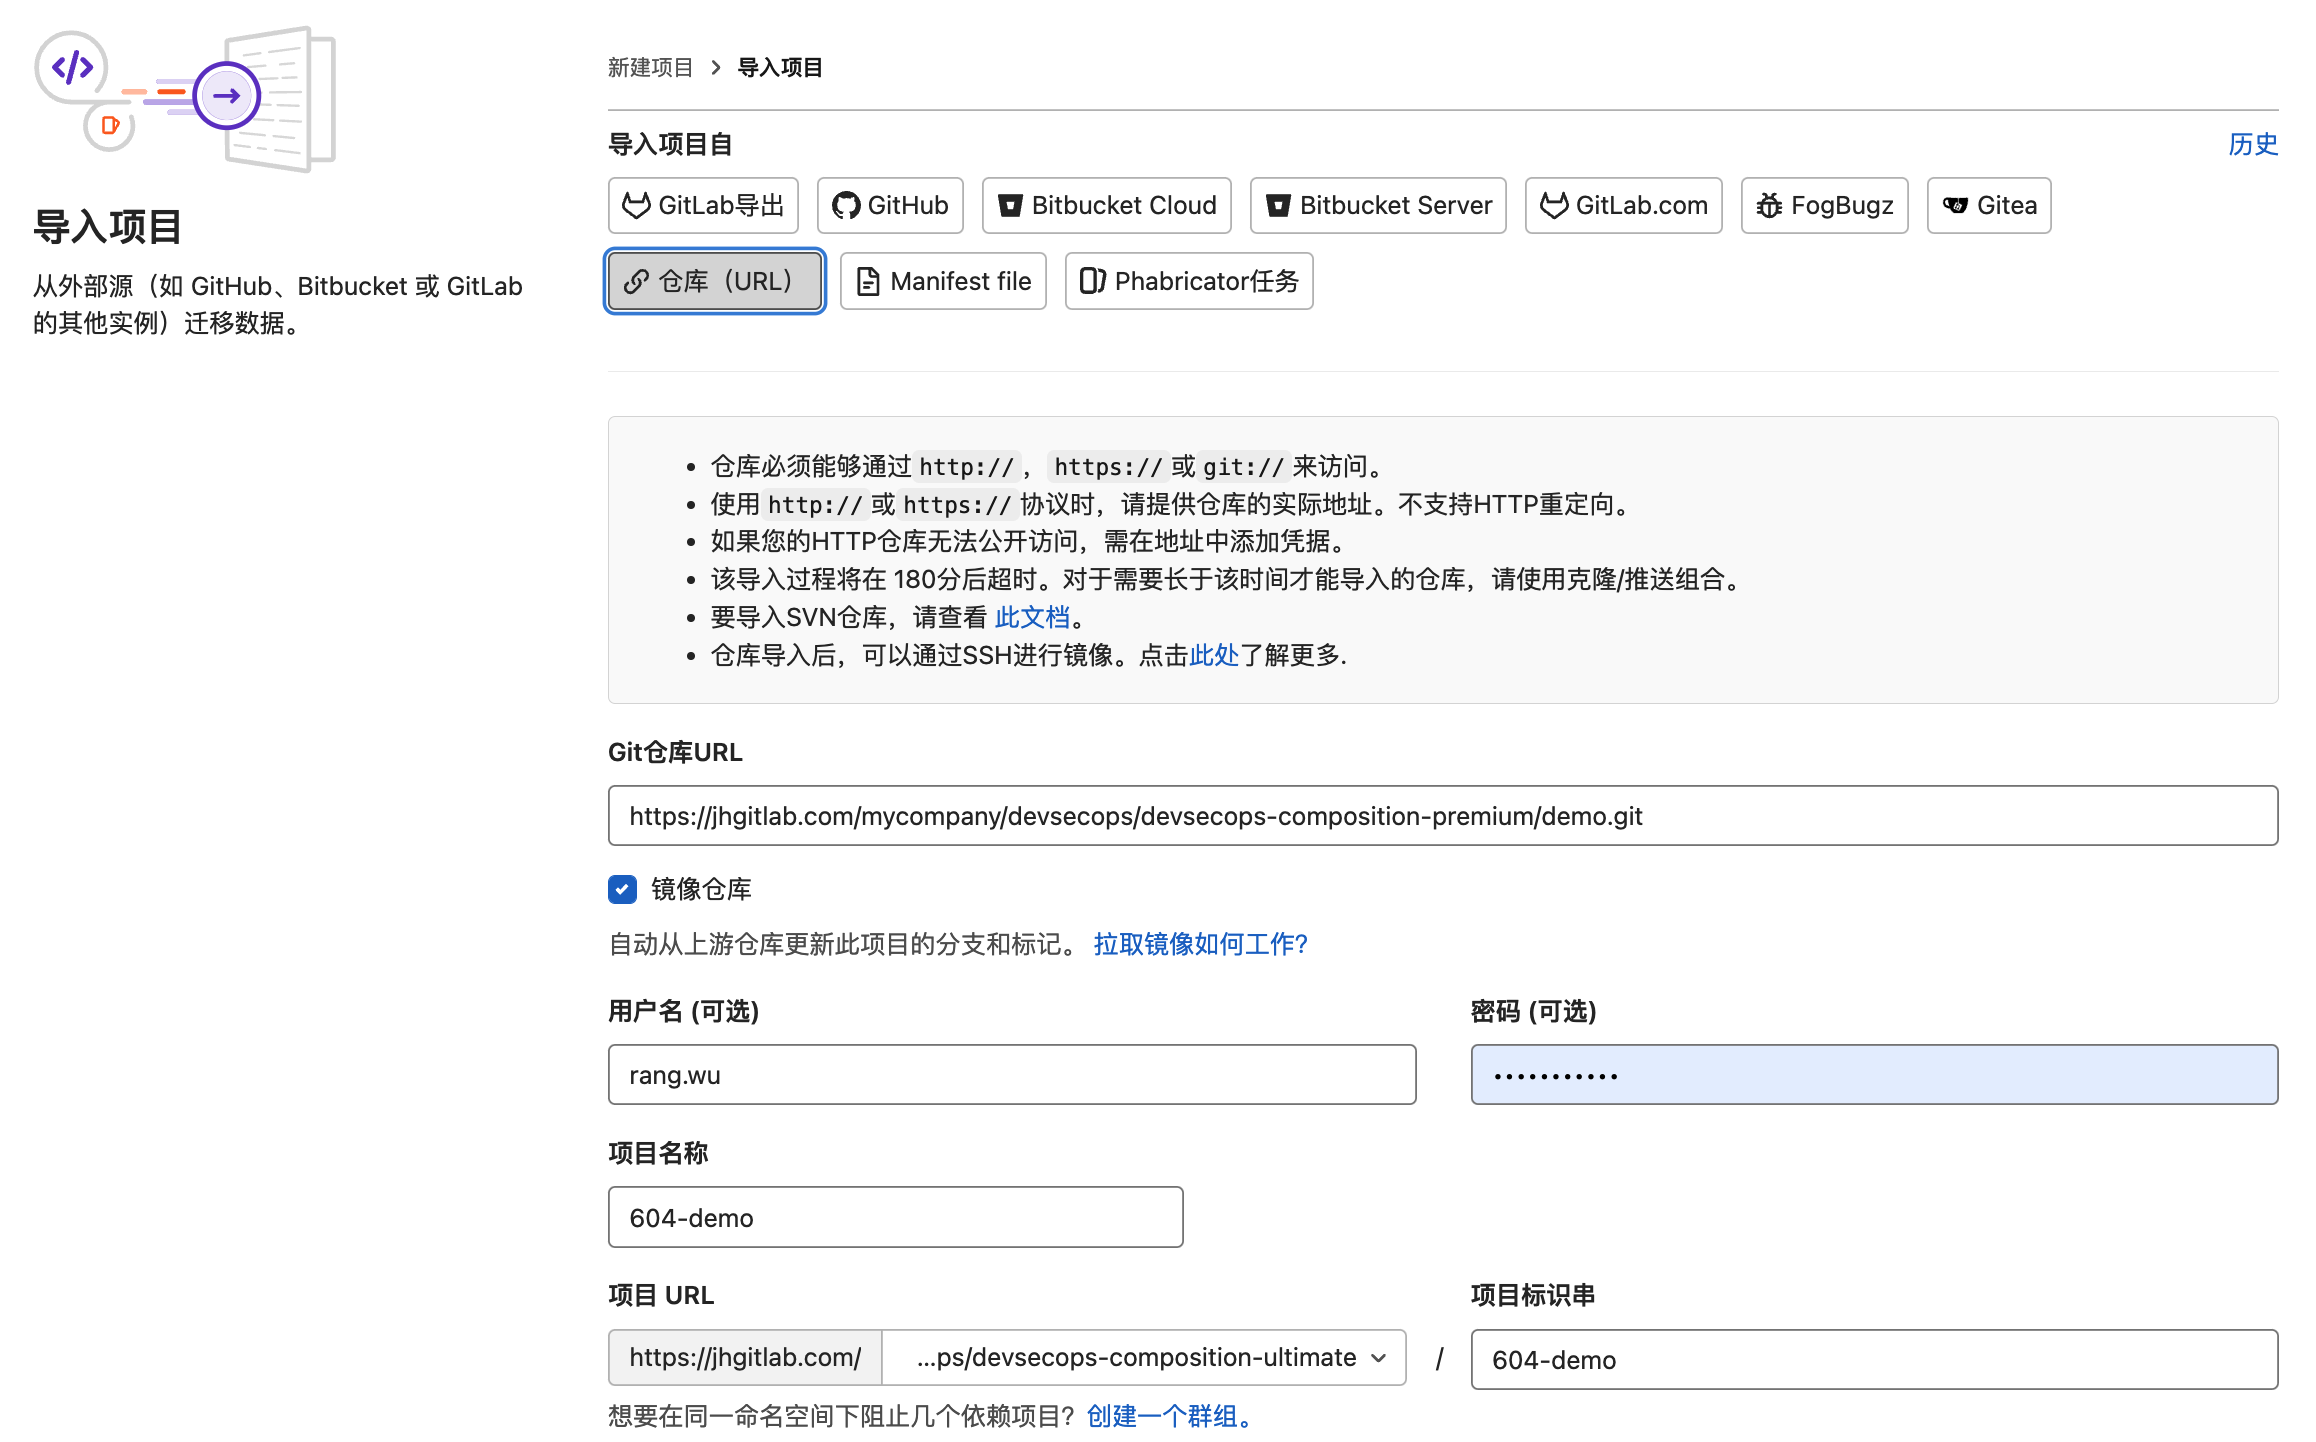 新建项目 › 导入项目
导入项目
从外部源（如 GitHub、Bitbucket 或 GitLab
的其他实例）迁移数据。
导入项目自
历史
GitLab导出
GitHub
Bitbucket Cloud
Bitbucket Server
GitLab.com
FogBugz
Gitea
仓库（URL）
Manifest file
Phabricator任务
仓库必须能够通过http://，https://或git://来访问。
使用http://或https://协议时，请提供仓库的实际地址。不支持HTTP重定向。
如果您的HTTP仓库无法公开访问，需在地址中添加凭据。
该导入过程将在 180分后超时。对于需要长于该时间才能导入的仓库，请使用克隆/推送组合。
要导入SVN仓库，请查看 此文档。
仓库导入后，可以通过SSH进行镜像。点击此处了解更多.
Git仓库URL
https://jhgitlab.com/mycompany/devsecops/devsecops-composition-premium/demo.git
镜像仓库
自动从上游仓库更新此项目的分支和标记。 拉取镜像如何工作?
用户名 (可选)
密码 (可选)
rang.wu
•••••••••••
项目名称
604-demo
项目 URL
项目标识串
https://jhgitlab.com/
...ps/devsecops-composition-ultimate
/
604-demo
想要在同一命名空间下阻止几个依赖项目？创建一个群组。